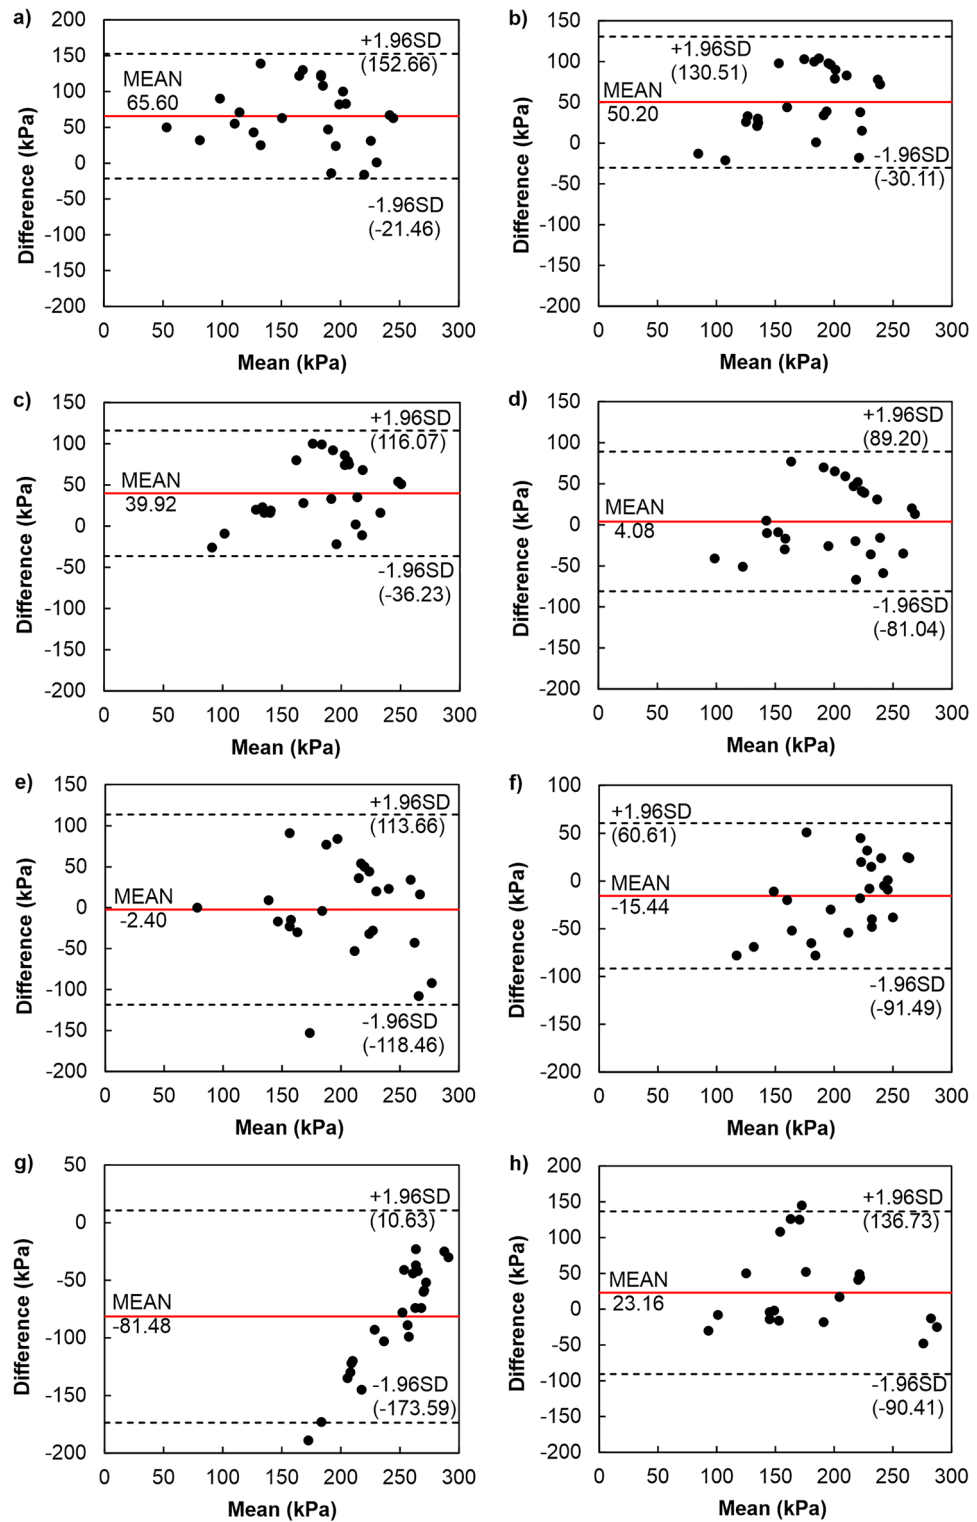 a)
200
150
100
50
0
-50
-100
-150
-200
Difference (kPa)
+1.96SD
(152.66)
MEAN
65.60
-1.96SD
(-21.46)
0 50 100 150 200 250 300
Mean (kPa)
b)
150
100
50
0
-50
-100
-150
-200
Difference (kPa)
+1.96SD
(130.51)
MEAN
50.20
-1.96SD
(-30.11)
0 50 100 150 200 250 300
Mean (kPa)
c)
150
100
50
0
-50
-100
-150
-200
Difference (kPa)
+1.96SD
(116.07)
MEAN
39.92
-1.96SD
(-36.23)
0 50 100 150 200 250 300
Mean (kPa)
d)
150
100
50
0
-50
-100
-150
-200
Difference (kPa)
+1.96SD
(89.20)
MEAN
4.08
-1.96SD
(-81.04)
0 50 100 150 200 250 300
Mean (kPa)
e)
150
100
50
0
-50
-100
-150
-200
Difference (kPa)
+1.96SD
(113.66)
MEAN
-2.40
-1.96SD
(-118.46)
0 50 100 150 200 250 300
Mean (kPa)
f)
100
50
0
-50
-100
-150
-200
Difference (kPa)
+1.96SD
(60.61)
MEAN
-15.44
-1.96SD
(-91.49)
0 50 100 150 200 250 300
Mean (kPa)
g)
50
0
-50
-100
-150
-200
Difference (kPa)
+1.96SD
(10.63)
MEAN
-81.48
-1.96SD
(-173.59)
0 50 100 150 200 250 300
Mean (kPa)
h)
200
150
100
50
0
-50
-100
-150
-200
Difference (kPa)
+1.96SD
(136.73)
MEAN
23.16
-1.96SD
(-90.41)
0 50 100 150 200 250 300
Mean (kPa)